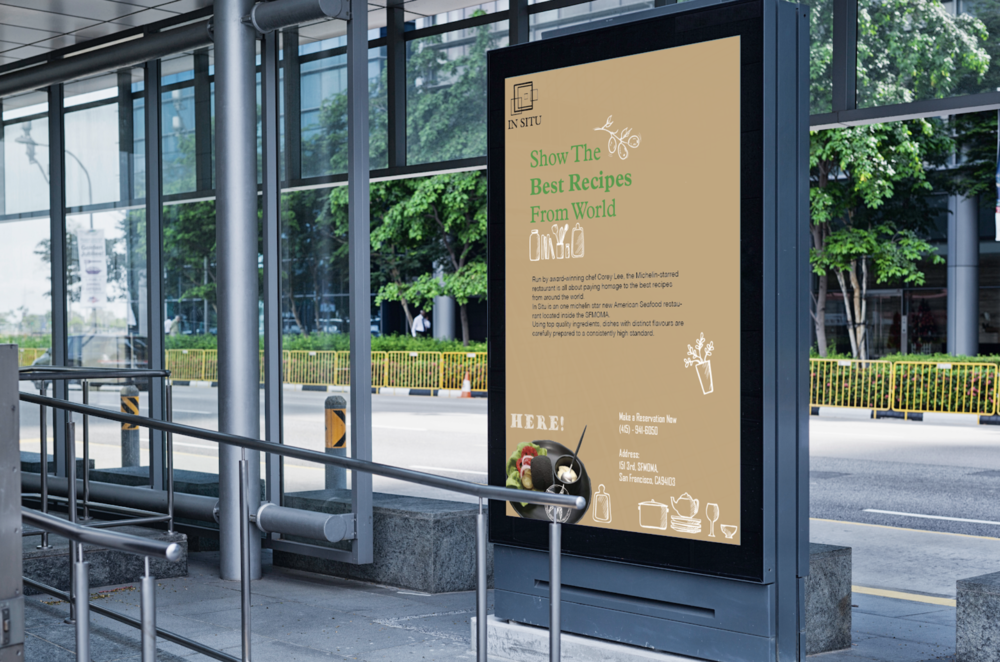 IN SITU
Show The
Best Recipes
From World
Run by award-winning chef Corey Lee, the Michelin-starred
restaurant is all about paying homage to the best recipes
from around the world.
In Situ is an one michelin star new American Seafood restau-
rant located inside the SFMOMA.
Using top quality ingredients, dishes with distinct flavours are
carefully prepared to a consistently high standard.
HERE!
Make a Reservation Now
(415) - 941-6050
Address:
151 3rd, SFMOMA,
San Francisco, CA94103